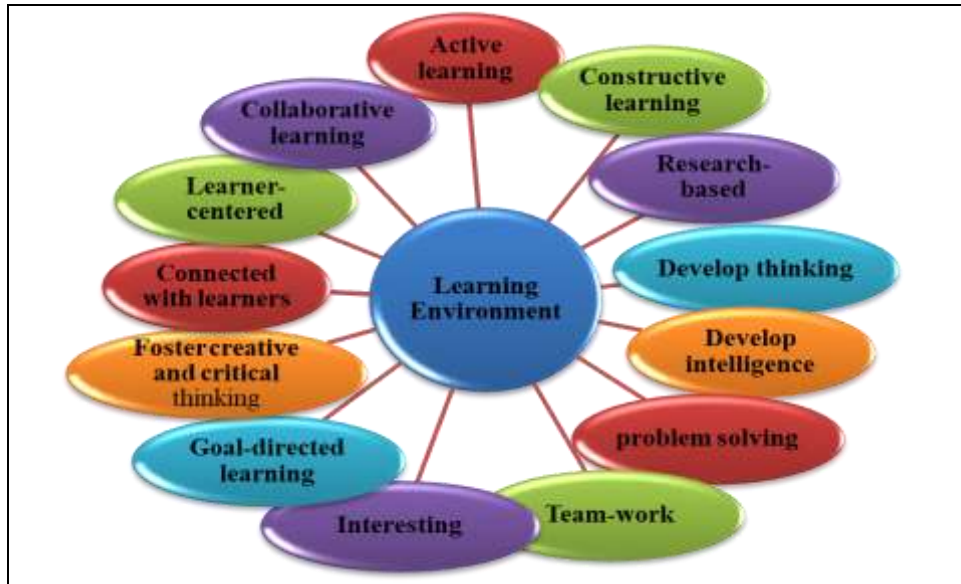 Active
learning
Constructive
learning
Research-
based
Develop thinking
Develop
intelligence
problem solving
Team-work
Interesting
Goal-directed
learning
Foster creative
and critical
thinking
Connected
with learners
Learner-
centered
Collaborative
learning
Learning
Environment